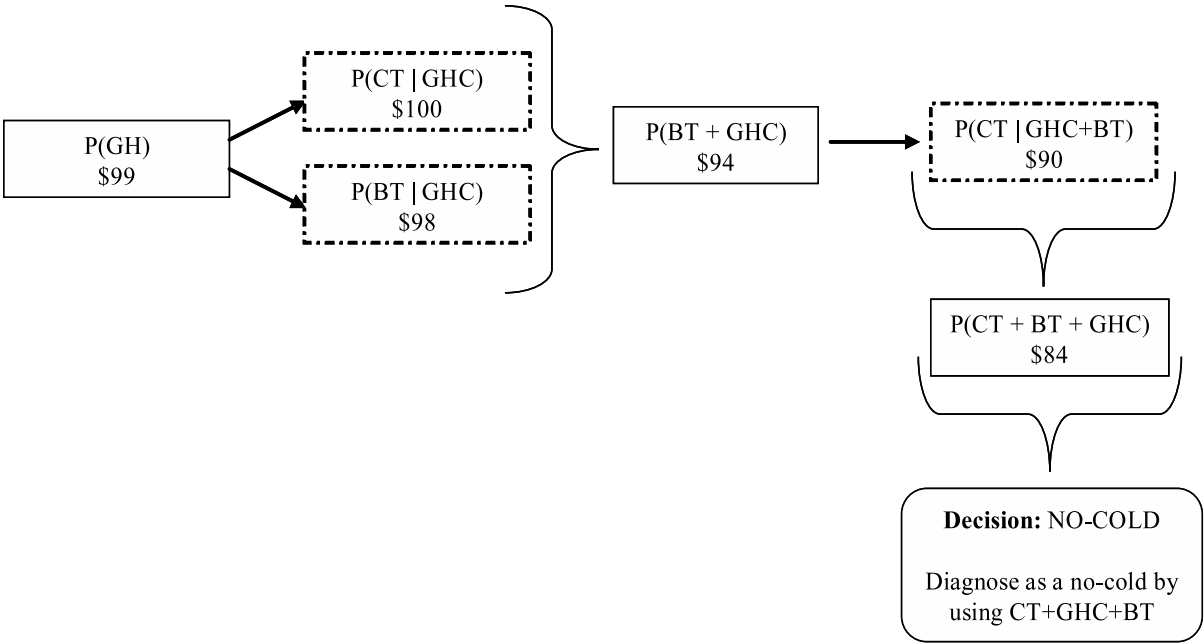 P(GH)
$99
P(CT | GHC)
$100
P(BT | GHC)
$98
P(BT + GHC)
$94
P(CT | GHC+BT)
$90
P(CT + BT + GHC)
$84
Decision: NO-COLD
Diagnose as a no-cold by
using CT+GHC+BT